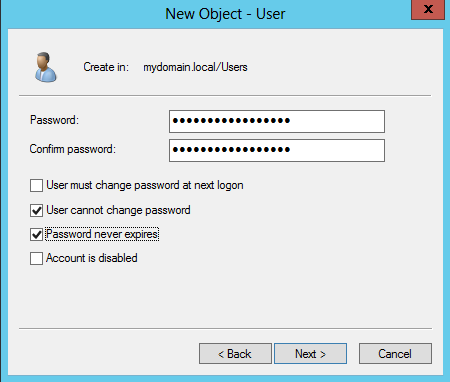 New Object - User
x
Create in: mydomain.local/Users
Password: •••••••••••••••••
Confirm password: •••••••••••••••••
User must change password at next logon
User cannot change password
Password never expires
Account is disabled
< Back Next > Cancel